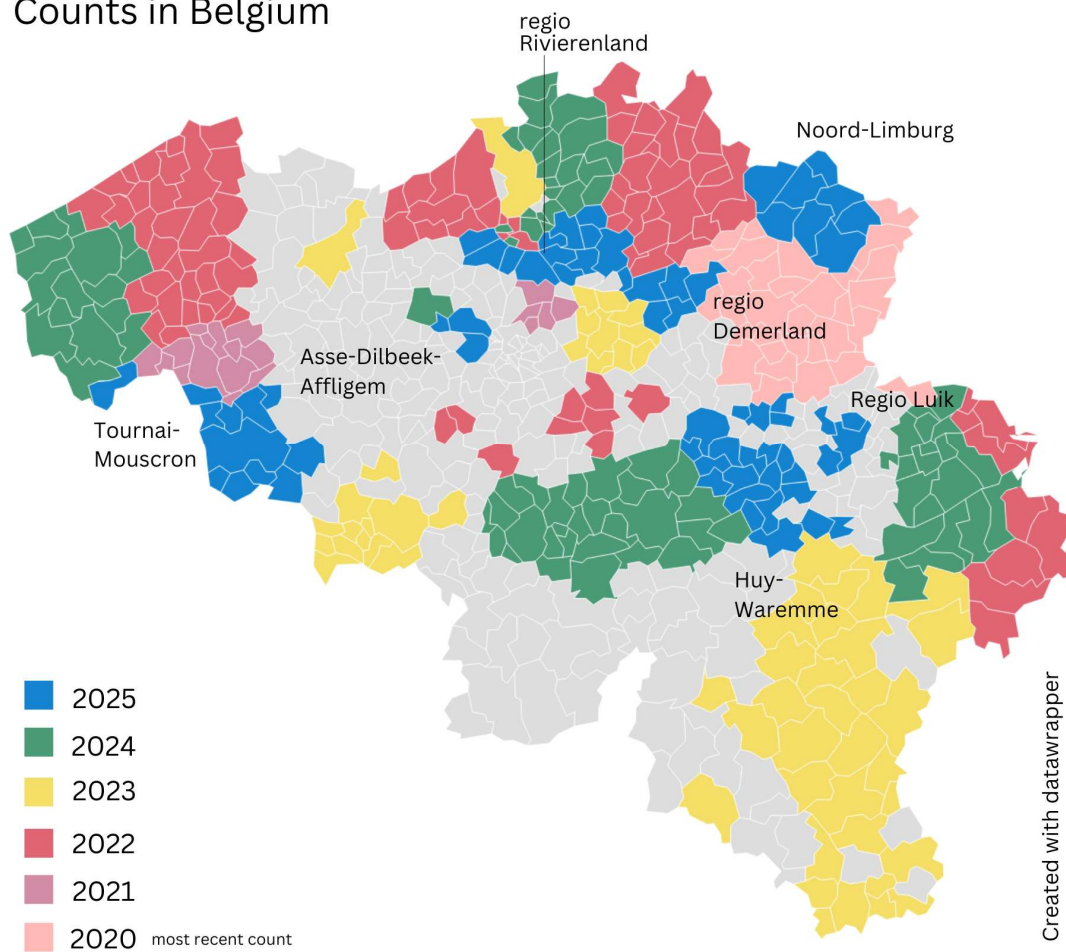 Counts in Belgium
regio
Rivierenland
Noord-Limburg
regio
Demerland
Asse-Dilbeek-
Affligem
Regio Luik
Tournai-
Mouscron
Huy-
Waremme
2025
2024
2023
2022
2021
2020 most recent count
Created with datawrapper